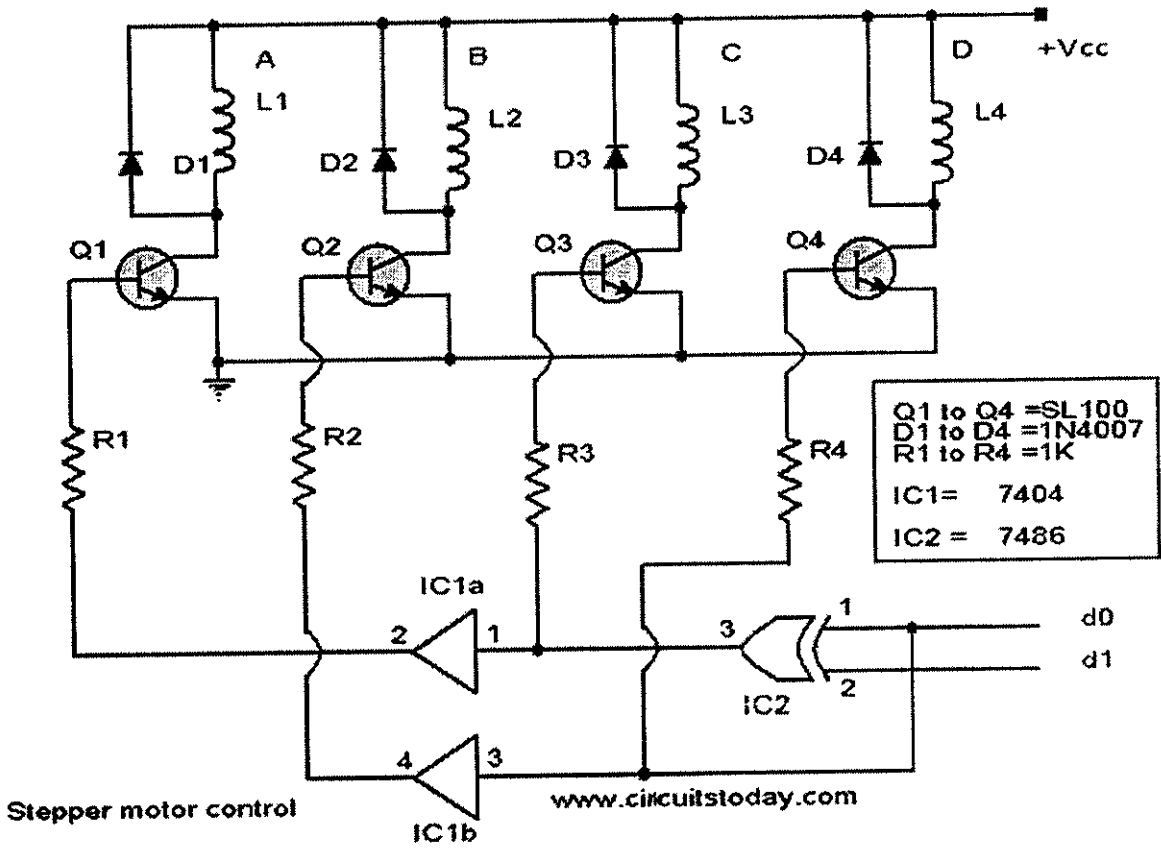 A
B
C
D
+Vcc
L1
L2
L3
L4
D1
D2
D3
D4
Q1
Q2
Q3
Q4
R1
R2
R3
R4
Q1 to Q4 =SL100
D1 to D4 =1N4007
R1 to R4 =1K
IC1= 7404
IC2 = 7486
IC1a
2
1
3
1
2
IC2
d0
d1
4
3
IC1b
Stepper motor control
www.circuitstoday.com